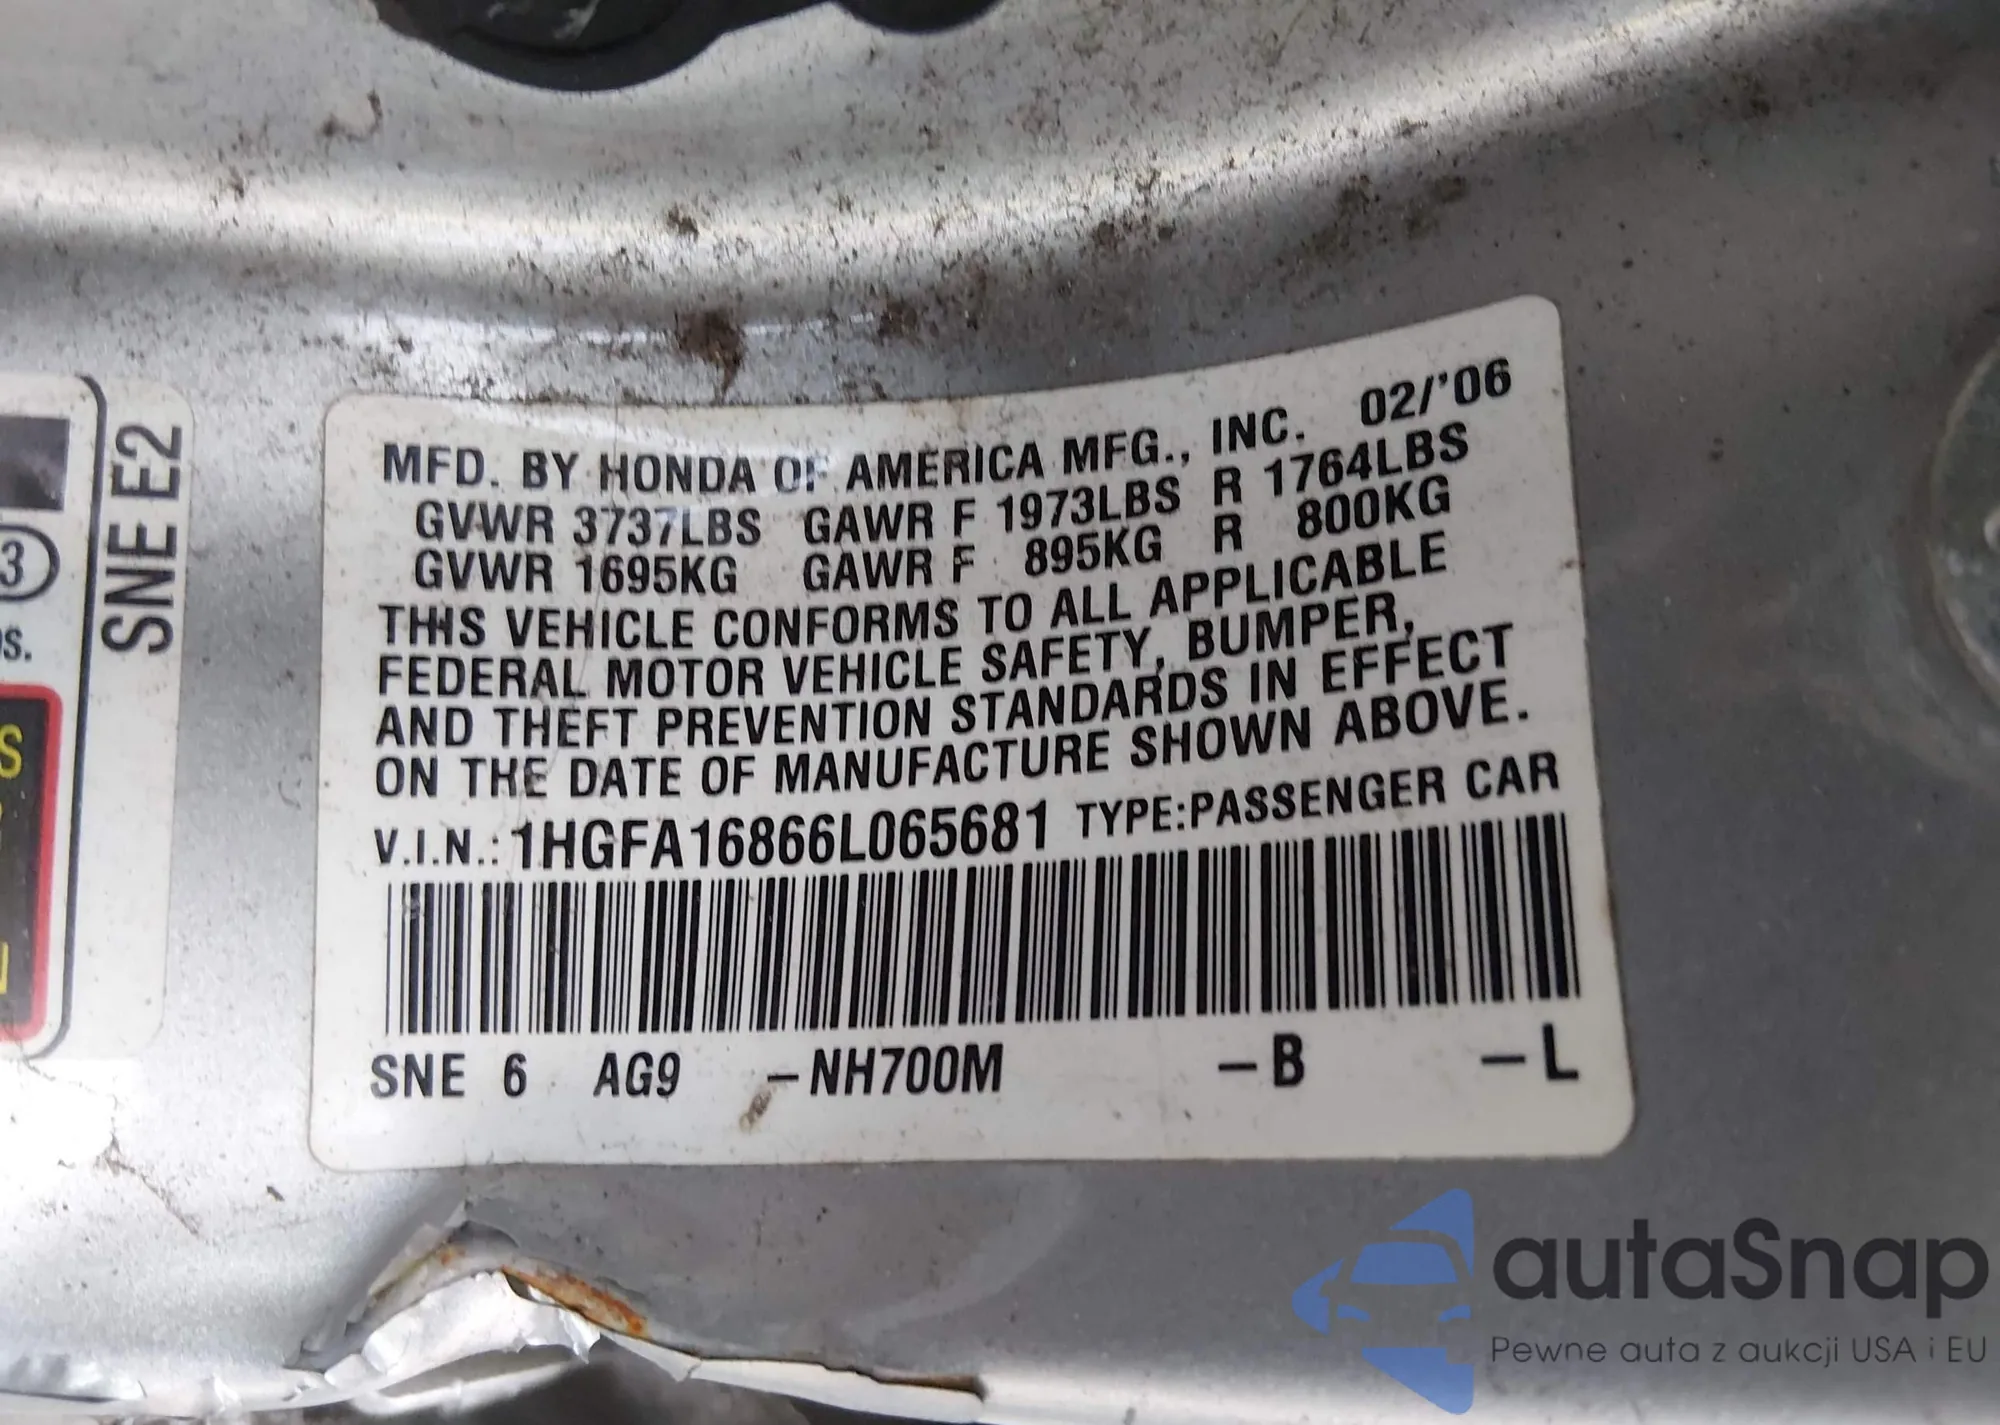 MFD. BY HONDA OF AMERICA MFG., INC. 02/'06
GVWR 3737LBS GAWR F 1973LBS R 1764LBS
GVWR 1695KG GAWR F 895KG R 800KG
THIS VEHICLE CONFORMS TO ALL APPLICABLE
FEDERAL MOTOR VEHICLE SAFETY, BUMPER,
AND THEFT PREVENTION STANDARDS IN EFFECT
ON THE DATE OF MANUFACTURE SHOWN ABOVE.
V.I.N.: 1HGFA16866L065681 TYPE:PASSENGER CAR
SNE 6 AG9 -NH700M -B -L
SNE E2
3
autaSnap
Pewne auta z aukcji USA i EU